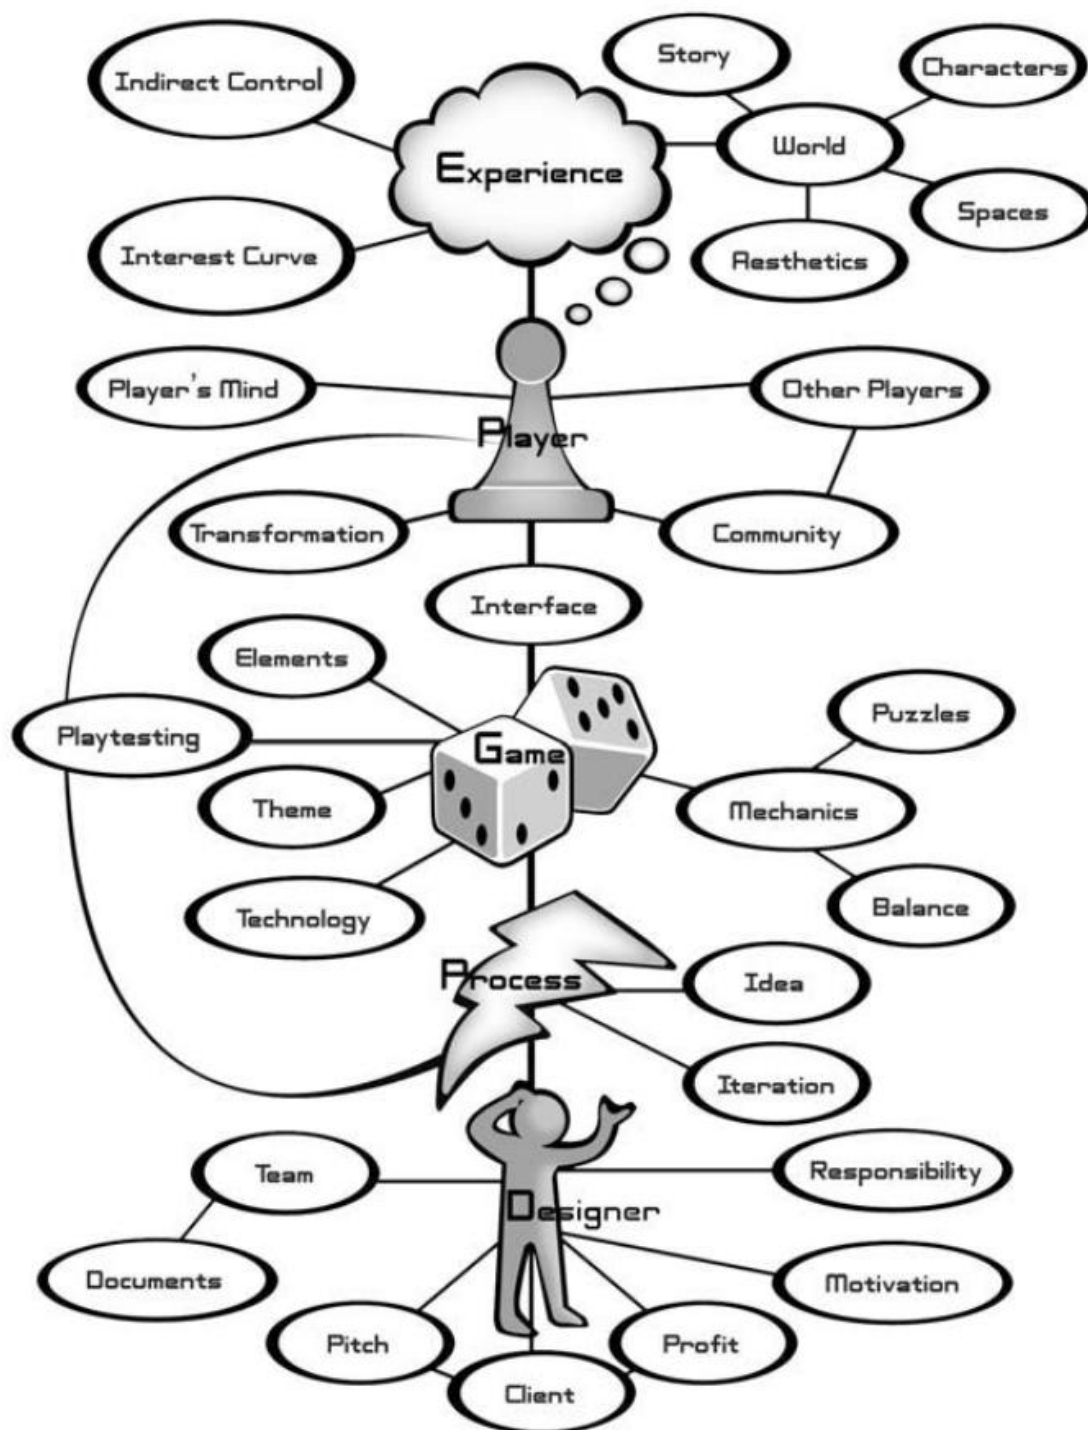 Indirect Control
Story
Characters
World
Experience
Spaces
Interest Curve
Aesthetics
Player's Mind
Other Players
Player
Transformation
Community
Interface
Elements
Puzzles
Playtesting
Game
Theme
Mechanics
Technology
Balance
Process
Idea
Iteration
Team
Responsibility
Designer
Documents
Motivation
Pitch
Profit
Client